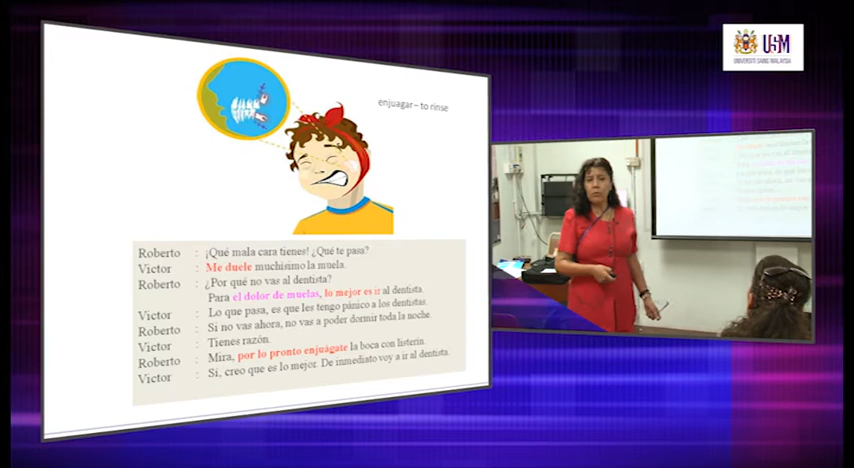 USM
UNIVERSITI SAINS MALAYSIA
enjuagar – to rinse
Roberto : ¡Qué mala cara tienes! ¿Qué te pasa?
Victor : Me duele muchísimo la muela.
Roberto : ¿Por qué no vas al dentista?
Para el dolor de muelas, lo mejor es ir al dentista.
Victor : Lo que pasa, es que les tengo pánico a los dentistas.
Roberto : Si no vas ahora, no vas a poder dormir toda la noche.
Victor : Tienes razón.
Roberto : Mira, por lo pronto enjuágate la boca con listerin.
Victor : Sí, creo que es lo mejor. De inmediato voy a ir al dentista.